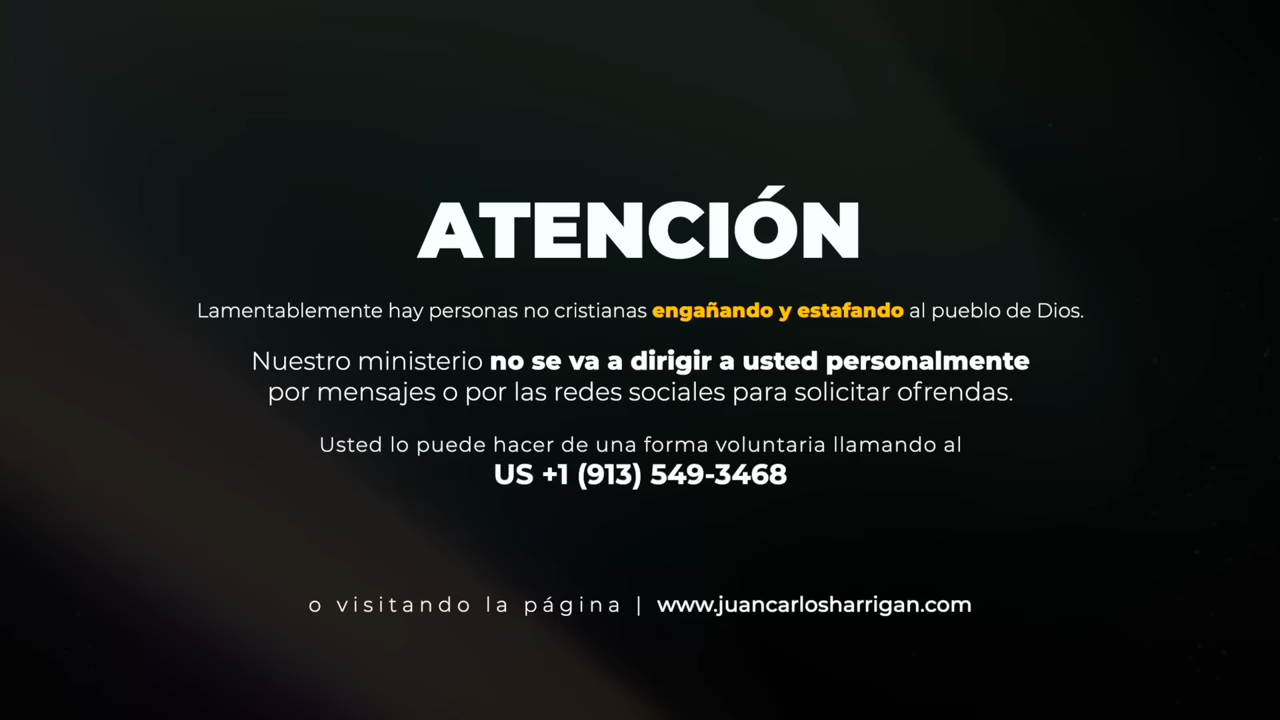 ATENCIÓN
Lamentablemente hay personas no cristianas engañando y estafando al pueblo de Dios.
Nuestro ministerio no se va a dirigir a usted personalmente
por mensajes o por las redes sociales para solicitar ofrendas.
Usted lo puede hacer de una forma voluntaria llamando al
US +1 (913) 549-3468
o visitando la página | www.juancarlosharrigan.com